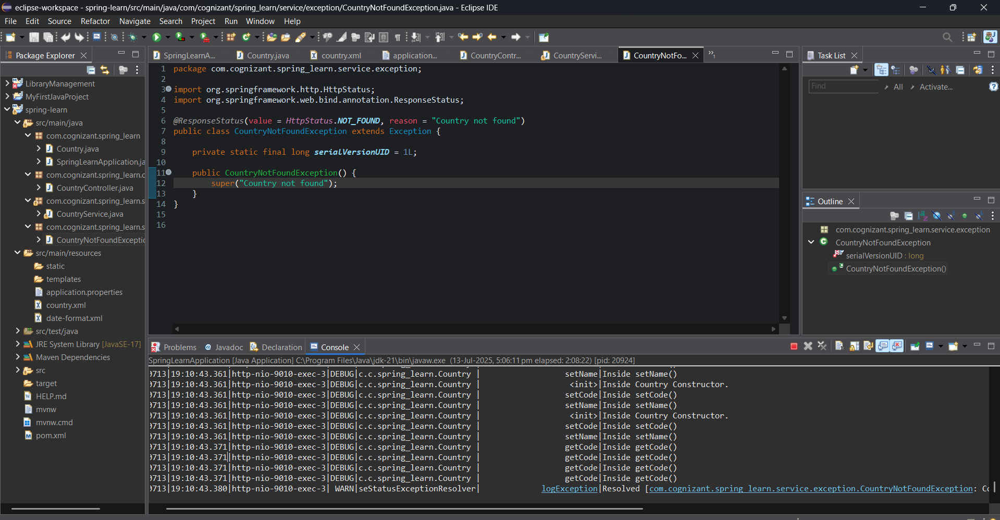 eclipse-workspace - spring-learn/src/main/java/com/cognizant/spring_learn/service/exception/CountryNotFoundException.java - Eclipse IDE
File Edit Source Refactor Navigate Search Project Run Window Help
Package Explorer
LibraryManagement
MyFirstJavaProject
spring-learn
src/main/java
com.cognizant.spring_learn
Country.java
SpringLearnApplication.ja
com.cognizant.spring_learn.c
CountryController.java
com.cognizant.spring_learn.s
CountryService.java
com.cognizant.spring_learn.s
CountryNotFoundExceptic
src/main/resources
static
templates
application.properties
country.xml
date-format.xml
src/test/java
JRE System Library [JavaSE-17]
Maven Dependencies
src
target
HELP.md
mvnw
mvnw.cmd
pom.xml
SpringLearnA... Country.java country.xml application... CountryContr... CountryServi... CountryNotFo... 1
1 package com.cognizant.spring_learn.service.exception;
2
3 import org.springframework.http.HttpStatus;
4 import org.springframework.web.bind.annotation.ResponseStatus;
5
6 @ResponseStatus(value = HttpStatus.NOT_FOUND, reason = "Country not found")
7 public class CountryNotFoundException extends Exception {
8
9 private static final long serialVersionUID = 1L;
10
11 public CountryNotFoundException() {
12 super("Country not found");
13 }
14 }
15
16
Task List
Find All Activate...
Outline
com.cognizant.spring_learn.service.exception
CountryNotFoundException
serialVersionUID : long
CountryNotFoundException()
Problems Javadoc Declaration Console
SpringLearnApplication [Java Application] C:\Program Files\Java\jdk-21\bin\javaw.exe (13-Jul-2025, 5:06:11 pm elapsed: 2:08:22) [pid: 20924]
0713|19:10:43.361|http-nio-9010-exec-3|DEBUG|c.c.spring_learn.Country | setName|Inside setName()
0713|19:10:43.361|http-nio-9010-exec-3|DEBUG|c.c.spring_learn.Country | <init>|Inside Country Constructor.
0713|19:10:43.361|http-nio-9010-exec-3|DEBUG|c.c.spring_learn.Country | setCode|Inside setCode()
0713|19:10:43.361|http-nio-9010-exec-3|DEBUG|c.c.spring_learn.Country | setName|Inside setName()
0713|19:10:43.361|http-nio-9010-exec-3|DEBUG|c.c.spring_learn.Country | <init>|Inside Country Constructor.
0713|19:10:43.361|http-nio-9010-exec-3|DEBUG|c.c.spring_learn.Country | setCode|Inside setCode()
0713|19:10:43.361|http-nio-9010-exec-3|DEBUG|c.c.spring_learn.Country | setName|Inside setName()
0713|19:10:43.371|http-nio-9010-exec-3|DEBUG|c.c.spring_learn.Country | getCode|Inside getCode()
0713|19:10:43.371|http-nio-9010-exec-3|DEBUG|c.c.spring_learn.Country | getCode|Inside getCode()
0713|19:10:43.371|http-nio-9010-exec-3|DEBUG|c.c.spring_learn.Country | getCode|Inside getCode()
0713|19:10:43.371|http-nio-9010-exec-3|DEBUG|c.c.spring_learn.Country | getCode|Inside getCode()
0713|19:10:43.380|http-nio-9010-exec-3| WARN|seStatusExceptionResolver| logException|Resolved [com.cognizant.spring_learn.service.exception.CountryNotFoundException: Co